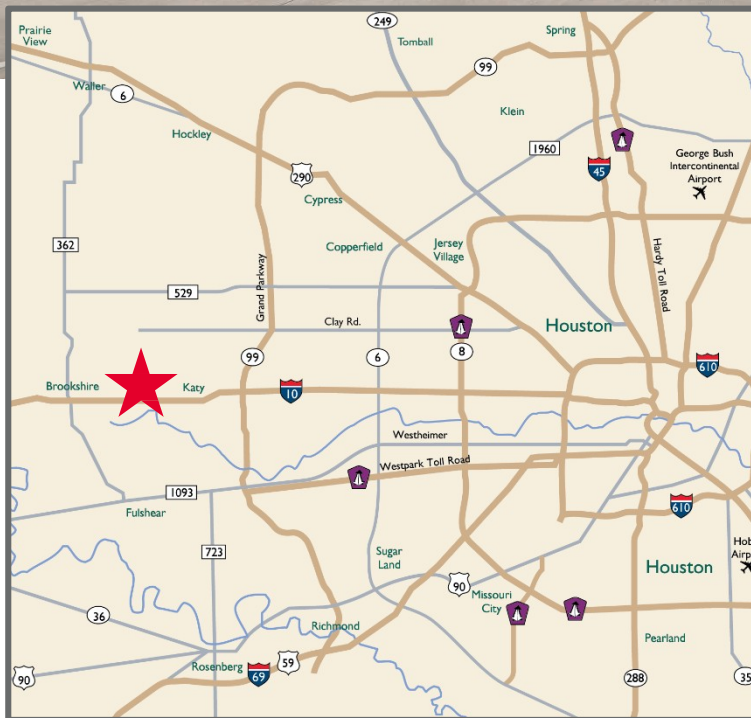 249
Prairie
View
Spring
Tomball
99
Waller
6
Klein
Hockley
1960
George Bush
Intercontinental
Airport
45
290
Cypress
362
Copperfield
Jersey
Village
Hardy Toll Road
Grand Parkway
529
Clay Rd.
Houston
99
6
8
610
Brookshire
Katy
10
Westheimer
Westpark Toll Road
1093
610
Fulshear
723
Sugar
Land
Houston
90
Missouri
City
36
Richmond
Pearland
Rosenberg
59
69
90
288
35